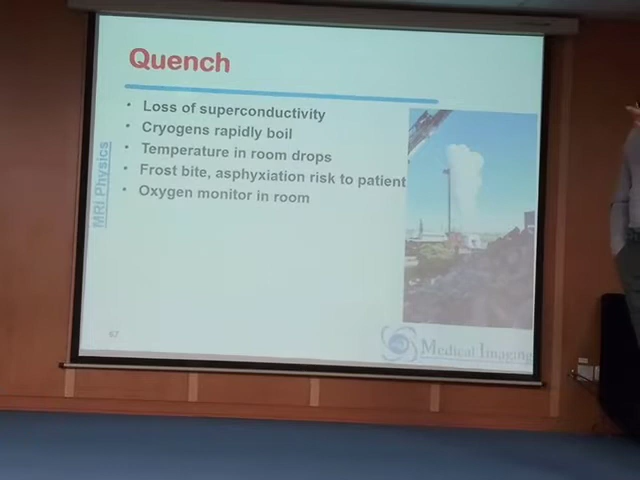 Quench
• Loss of superconductivity
• Cryogens rapidly boil
• Temperature in room drops
• Frost bite, asphyxiation risk to patient
• Oxygen monitor in room
MRI Physics
67
Medical Imaging